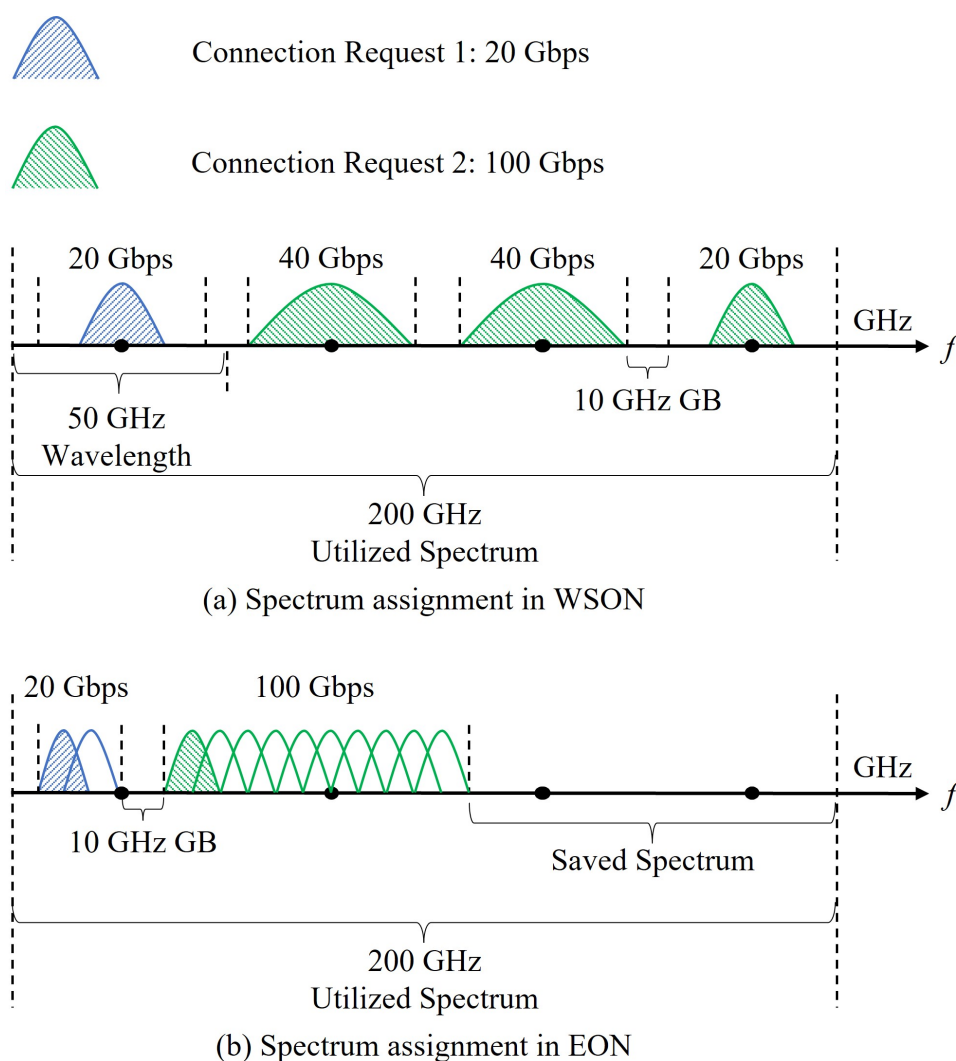 Connection Request 1: 20 Gbps
Connection Request 2: 100 Gbps
20 Gbps
40 Gbps
40 Gbps
20 Gbps
GHz
f
50 GHz
Wavelength
10 GHz GB
200 GHz
Utilized Spectrum
(a) Spectrum assignment in WSON
20 Gbps
100 Gbps
GHz
f
10 GHz GB
Saved Spectrum
200 GHz
Utilized Spectrum
(b) Spectrum assignment in EON